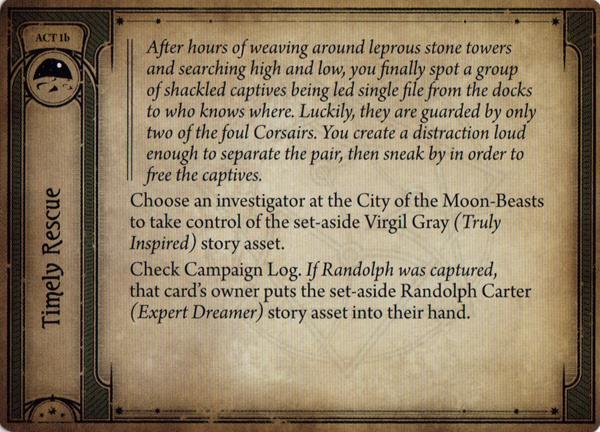 ACT 1b
Timely Rescue
After hours of weaving around leprous stone towers
and searching high and low, you finally spot a group
of shackled captives being led single file from the docks
to who knows where. Luckily, they are guarded by only
two of the foul Corsairs. You create a distraction loud
enough to separate the pair, then sneak by in order to
free the captives.
Choose an investigator at the City of the Moon-Beasts
to take control of the set-aside Virgil Gray (Truly
Inspired) story asset.
Check Campaign Log. If Randolph was captured,
that card's owner puts the set-aside Randolph Carter
(Expert Dreamer) story asset into their hand.